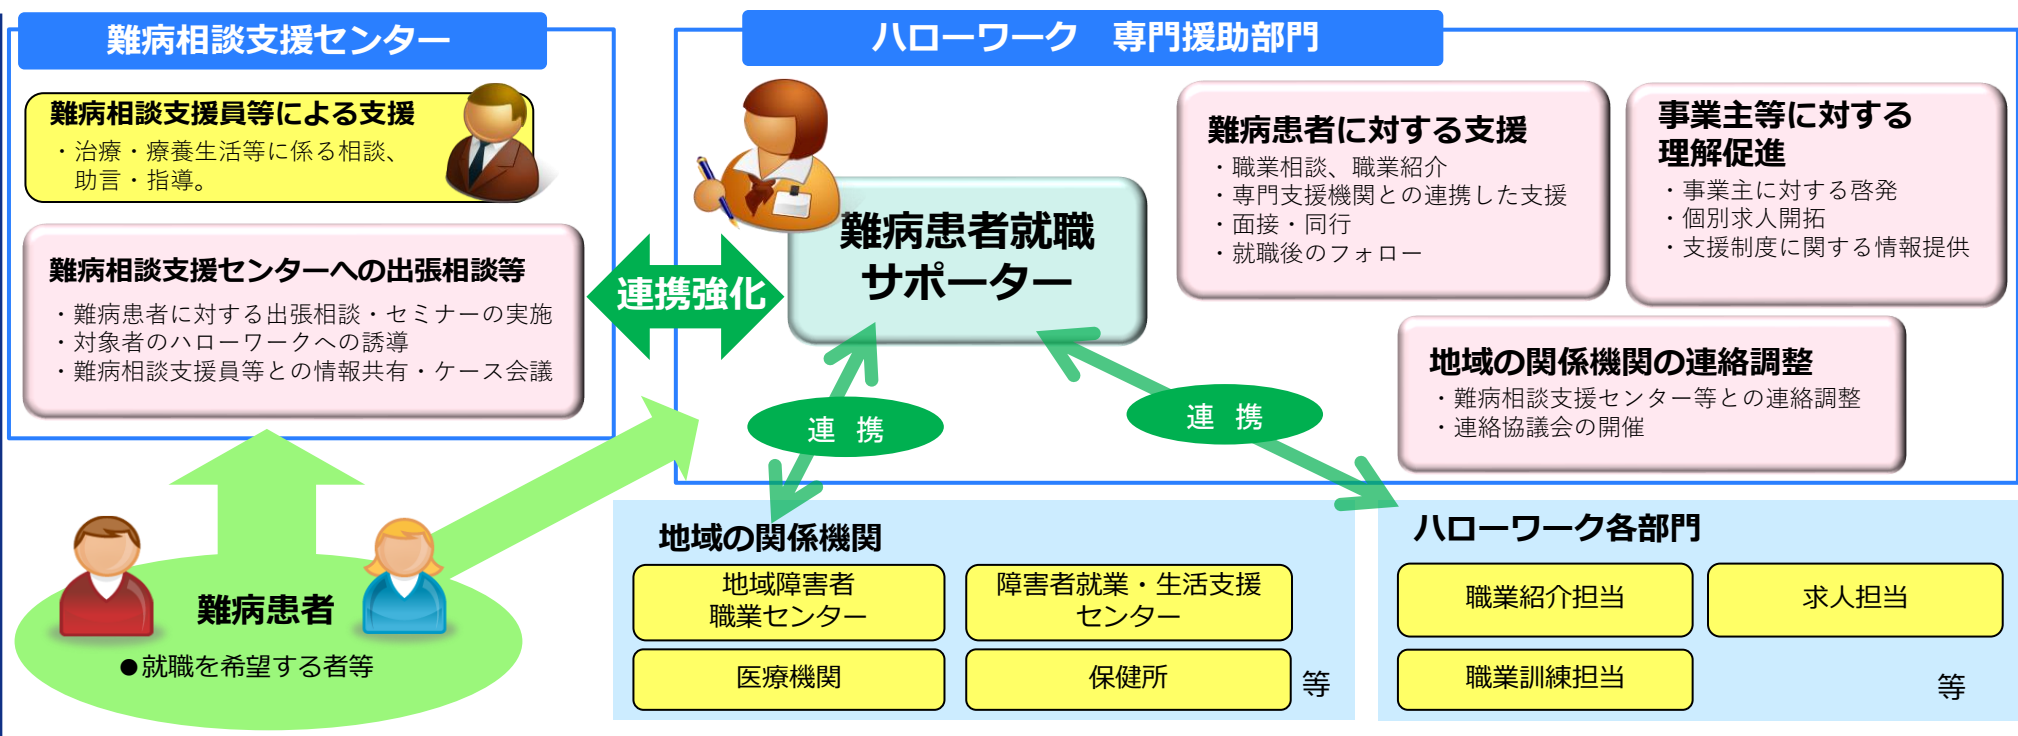 難病相談支援センター
難病相談支援員等による支援
・治療・療養生活等に係る相談、
助言・指導。
難病相談支援センターへの出張相談等
・難病患者に対する出張相談・セミナーの実施
・対象者のハローワークへの誘導
・難病相談支援員等との情報共有・ケース会議
連携強化
ハローワーク　専門援助部門
難病患者就職
サポーター
難病患者に対する支援
・職業相談、職業紹介
・専門支援機関との連携した支援
・面接・同行
・就職後のフォロー
事業主等に対する
理解促進
・事業主に対する啓発
・個別求人開拓
・支援制度に関する情報提供
地域の関係機関の連絡調整
・難病相談支援センター等との連絡調整
・連絡協議会の開催
連 携
連 携
難病患者
●就職を希望する者等
地域の関係機関
地域障害者
職業センター
障害者就業・生活支援
センター
医療機関
保健所
等
ハローワーク各部門
職業紹介担当
求人担当
職業訓練担当
等